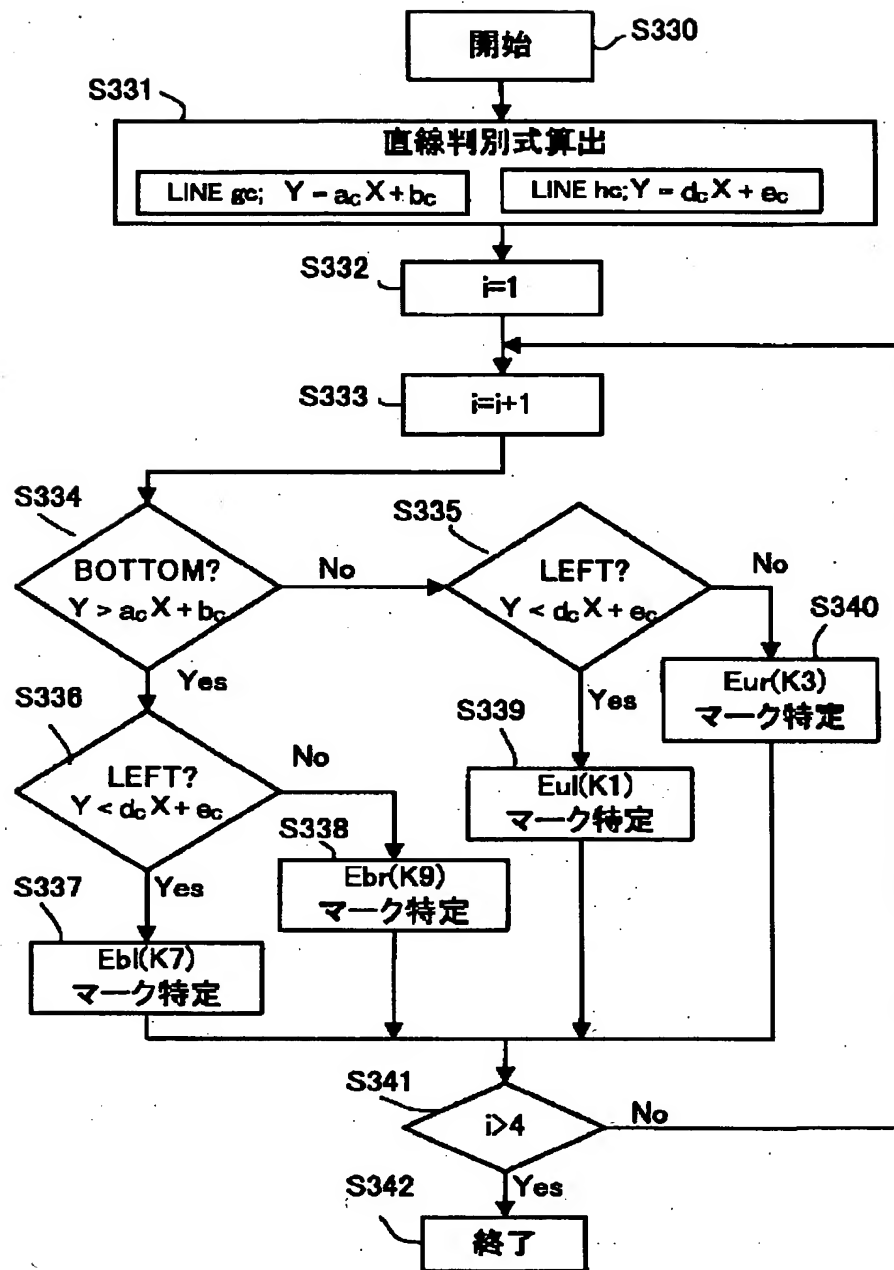 開始
S330
S331
直線判別式算出
LINE gc; Y = acX + bc
LINE hc; Y = dcX + ec
S332
i=1
S333
i=i+1
S334
BOTTOM?
Y > acX + bc
No
Yes
S335
LEFT?
Y < dcX + ec
No
Yes
S340
Eur(K3)
マーク特定
S336
LEFT?
Y < dcX + ec
No
Yes
S339
Eul(K1)
マーク特定
S338
Ebr(K9)
マーク特定
S337
Ebl(K7)
マーク特定
S341
i>4
No
Yes
S342
終了